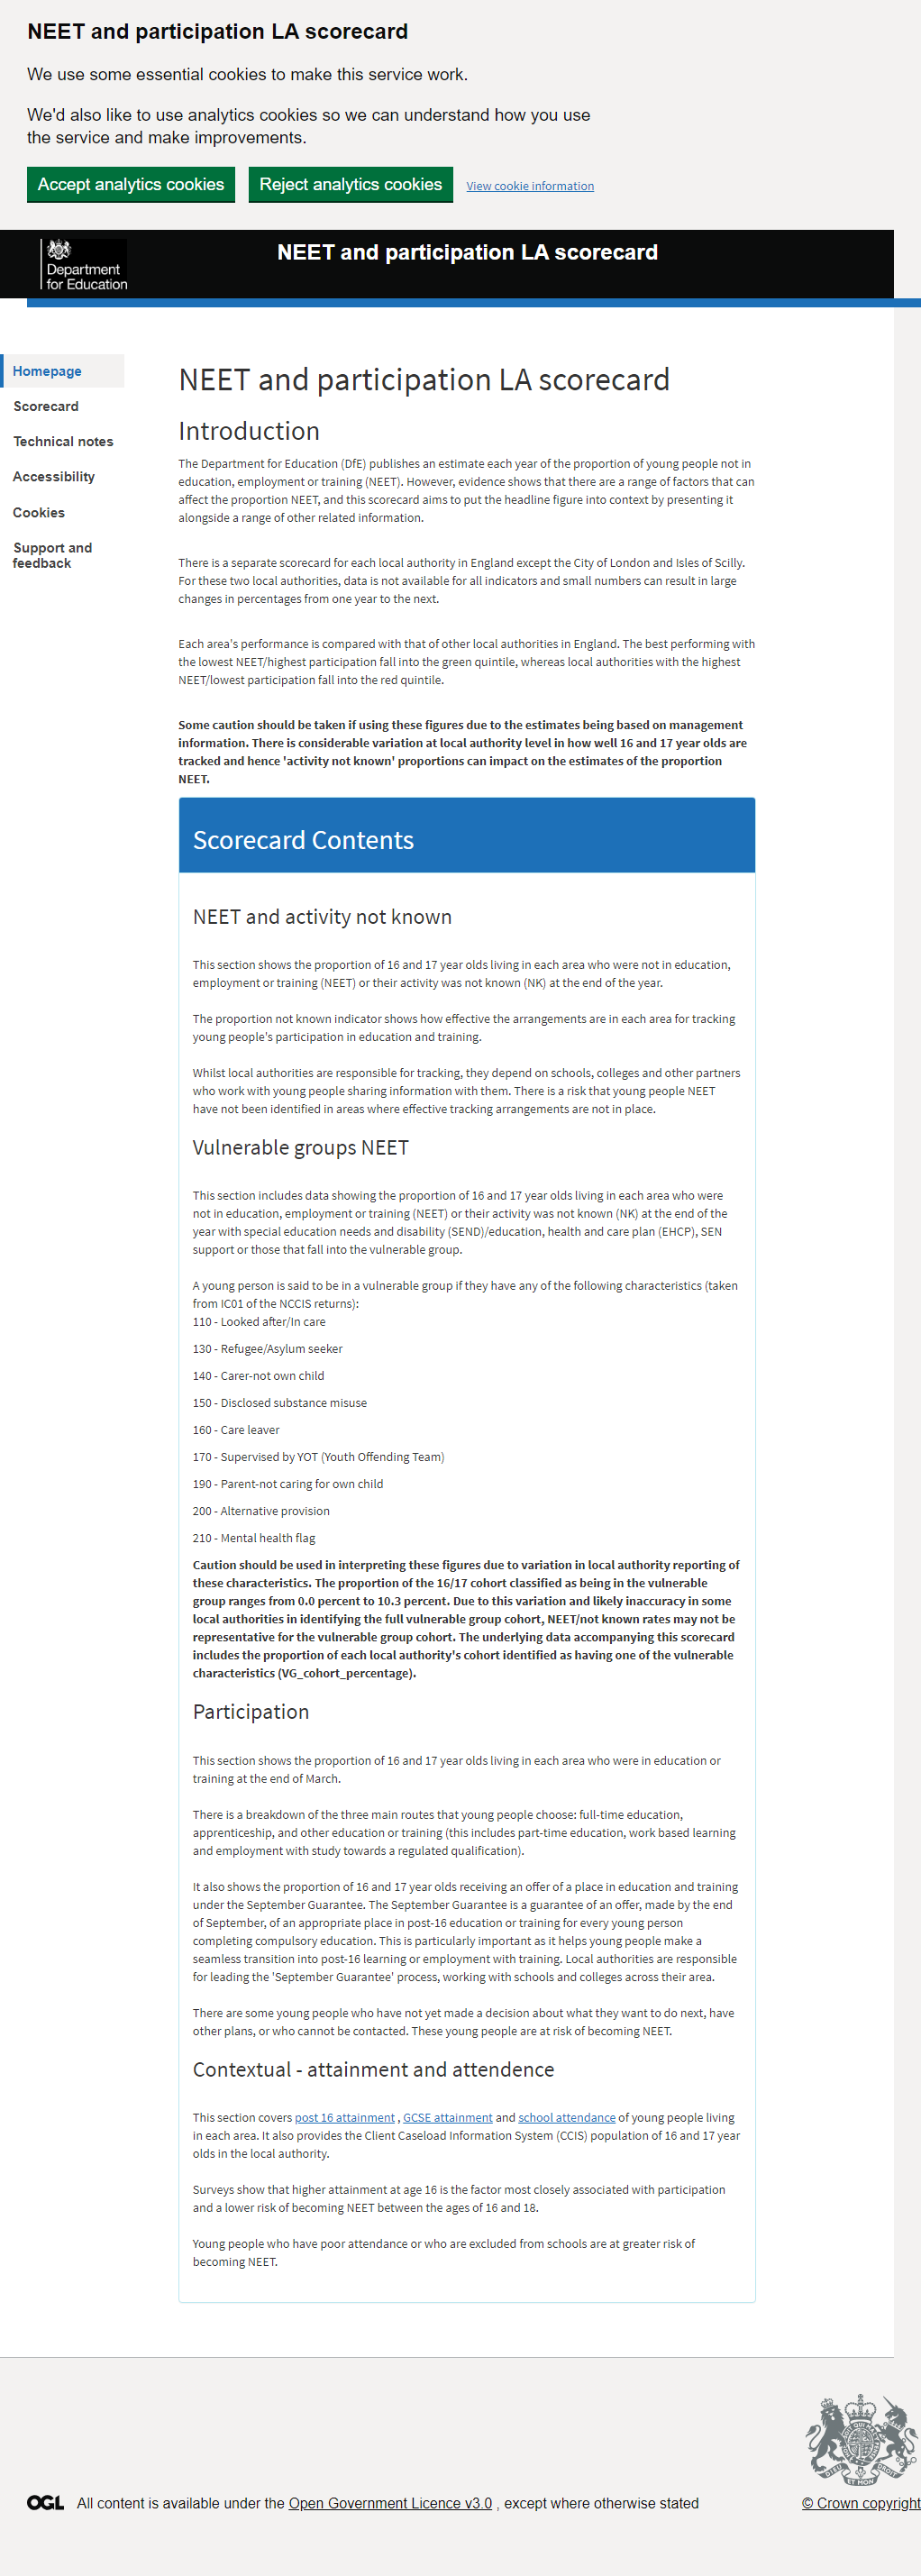 NEET and participation LA scorecard
We use some essential cookies to make this service work.
We'd also like to use analytics cookies so we can understand how you use
the service and make improvements.
Accept analytics cookies
Reject analytics cookies
View cookie information
Department
for Education
NEET and participation LA scorecard
Homepage
Scorecard
Technical notes
Accessibility
Cookies
Support and
feedback
NEET and participation LA scorecard
Introduction
The Department for Education (DfE) publishes an estimate each year of the proportion of young people not in
education, employment or training (NEET). However, evidence shows that there are a range of factors that can
affect the proportion NEET, and this scorecard aims to put the headline figure into context by presenting it
alongside a range of other related information.
There is a separate scorecard for each local authority in England except the City of London and Isles of Scilly.
For these two local authorities, data is not available for all indicators and small numbers can result in large
changes in percentages from one year to the next.
Each area's performance is compared with that of other local authorities in England. The best performing with
the lowest NEET/highest participation fall into the green quintile, whereas local authorities with the highest
NEET/lowest participation fall into the red quintile.
Some caution should be taken if using these figures due to the estimates being based on management
information. There is considerable variation at local authority level in how well 16 and 17 year olds are
tracked and hence 'activity not known' proportions can impact on the estimates of the proportion
NEET.
Scorecard Contents
NEET and activity not known
This section shows the proportion of 16 and 17 year olds living in each area who were not in education,
employment or training (NEET) or their activity was not known (NK) at the end of the year.
The proportion not known indicator shows how effective the arrangements are in each area for tracking
young people's participation in education and training.
Whilst local authorities are responsible for tracking, they depend on schools, colleges and other partners
who work with young people sharing information with them. There is a risk that young people NEET
have not been identified in areas where effective tracking arrangements are not in place.
Vulnerable groups NEET
This section includes data showing the proportion of 16 and 17 year olds living in each area who were
not in education, employment or training (NEET) or their activity was not known (NK) at the end of the
year with special education needs and disability (SEND)/education, health and care plan (EHCP), SEN
support or those that fall into the vulnerable group.
A young person is said to be in a vulnerable group if they have any of the following characteristics (taken
from IC01 of the NCCIS returns):
110 - Looked after/In care
130 - Refugee/Asylum seeker
140 - Carer-not own child
150 - Disclosed substance misuse
160 - Care leaver
170 - Supervised by YOT (Youth Offending Team)
190 - Parent-not caring for own child
200 - Alternative provision
210 - Mental health flag
Caution should be used in interpreting these figures due to variation in local authority reporting of
these characteristics. The proportion of the 16/17 cohort classified as being in the vulnerable
group ranges from 0.0 percent to 10.3 percent. Due to this variation and likely inaccuracy in some
local authorities in identifying the full vulnerable group cohort, NEET/not known rates may not be
representative for the vulnerable group cohort. The underlying data accompanying this scorecard
includes the proportion of each local authority's cohort identified as having one of the vulnerable
characteristics (VG_cohort_percentage).
Participation
This section shows the proportion of 16 and 17 year olds living in each area who were in education or
training at the end of March.
There is a breakdown of the three main routes that young people choose: full-time education,
apprenticeship, and other education or training (this includes part-time education, work based learning
and employment with study towards a regulated qualification).
It also shows the proportion of 16 and 17 year olds receiving an offer of a place in education and training
under the September Guarantee. The September Guarantee is a guarantee of an offer, made by the end
of September, of an appropriate place in post-16 education or training for every young person
completing compulsory education. This is particularly important as it helps young people make a
seamless transition into post-16 learning or employment with training. Local authorities are responsible
for leading the 'September Guarantee' process, working with schools and colleges across their area.
There are some young people who have not yet made a decision about what they want to do next, have
other plans, or who cannot be contacted. These young people are at risk of becoming NEET.
Contextual - attainment and attendence
This section covers post 16 attainment , GCSE attainment and school attendance of young people living
in each area. It also provides the Client Caseload Information System (CCIS) population of 16 and 17 year
olds in the local authority.
Surveys show that higher attainment at age 16 is the factor most closely associated with participation
and a lower risk of becoming NEET between the ages of 16 and 18.
Young people who have poor attendance or who are excluded from schools are at greater risk of
becoming NEET.
OGL All content is available under the Open Government Licence v3.0 , except where otherwise stated
© Crown copyright